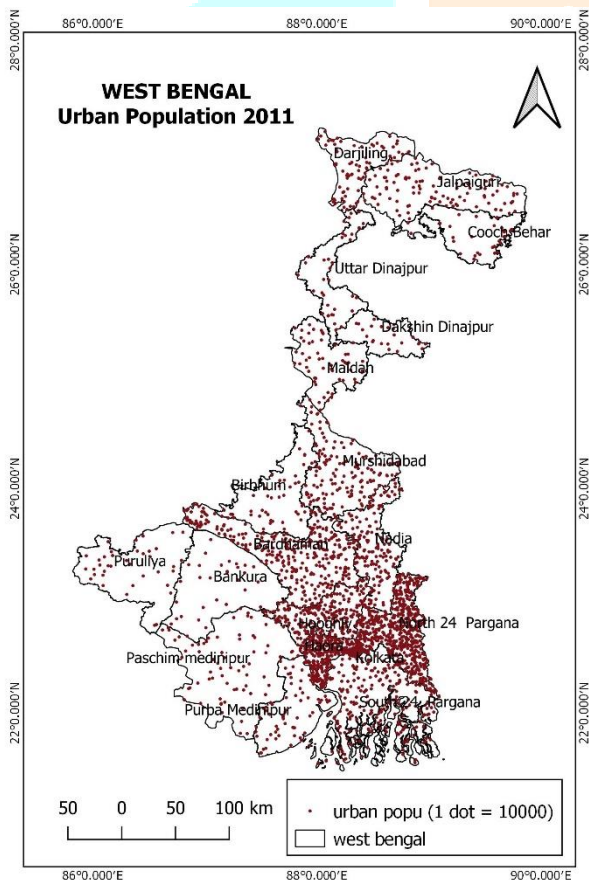 86°0.000'E 88°0.000'E 90°0.000'E
28°0.000'N 28°0.000'N
WEST BENGAL
Urban Population 2011
Darjiling
Jalpaiguri
Cooch Behar
26°0.000'N 26°0.000'N
Uttar Dinajpur
Dakshin Dinajpur
Maldah
Murshidabad
24°0.000'N 24°0.000'N
Birbhum
Nadia
Barddhaman
Puruliya
Bankura
Hooghly
North 24 Pargana
Haora
Kolkata
Paschim medinipur
South 24 Pargana
Purba Medinipur
22°0.000'N 22°0.000'N
50 0 50 100 km
urban popu (1 dot = 10000)
west bengal
86°0.000'E 88°0.000'E 90°0.000'E